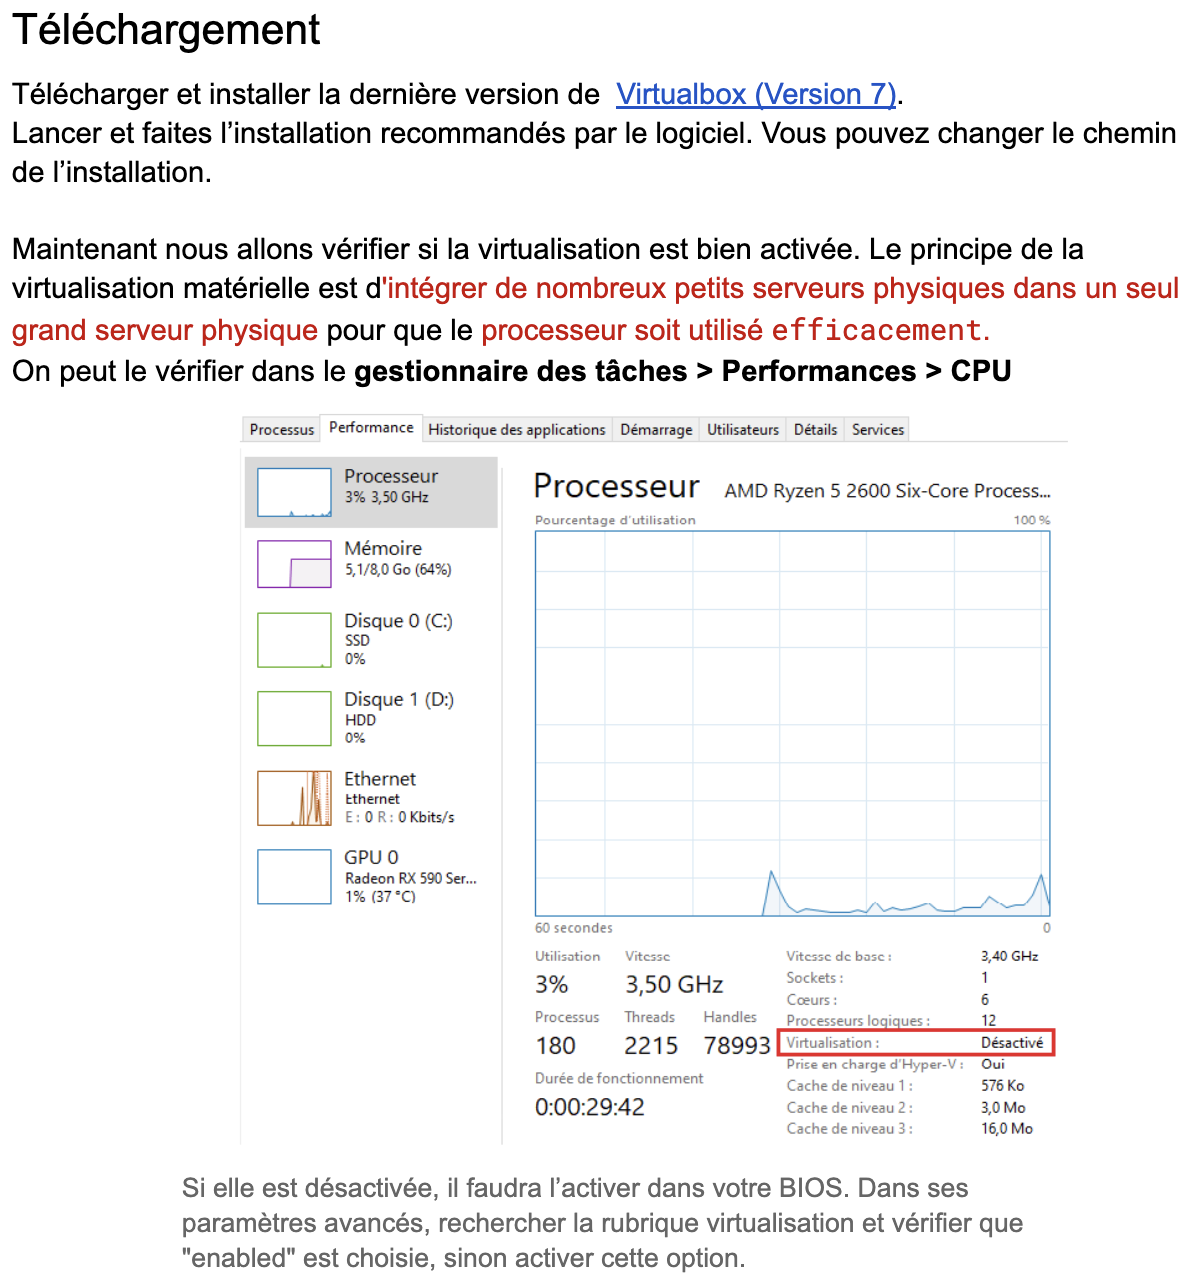 Téléchargement
Télécharger et installer la dernière version de  Virtualbox (Version 7).
Lancer et faites l’installation recommandés par le logiciel. Vous pouvez changer le chemin
de l’installation.
Maintenant nous allons vérifier si la virtualisation est bien activée. Le principe de la
virtualisation matérielle est d'intégrer de nombreux petits serveurs physiques dans un seul
grand serveur physique pour que le processeur soit utilisé efficacement.
On peut le vérifier dans le gestionnaire des tâches > Performances > CPU
Processus Performance Historique des applications Démarrage Utilisateurs Détails Services
Processeur
3% 3,50 GHz
Mémoire
5,1/8,0 Go (64%)
Disque 0 (C:)
SSD
0%
Disque 1 (D:)
HDD
0%
Ethernet
Ethernet
E : 0 R : 0 Kbits/s
GPU 0
Radeon RX 590 Ser...
1% (37 °C)
Processeur AMD Ryzen 5 2600 Six-Core Process...
Pourcentage d'utilisation 100 %
60 secondes 0
Utilisation Vitesse
3% 3,50 GHz
Processus Threads Handles
180 2215 78993
Durée de fonctionnement
0:00:29:42
Vitesse de base : 3,40 GHz
Sockets : 1
Cœurs : 6
Processeurs logiques : 12
Virtualisation : Désactivé
Prise en charge d'Hyper-V : Oui
Cache de niveau 1 : 576 Ko
Cache de niveau 2 : 3,0 Mo
Cache de niveau 3 : 16,0 Mo
Si elle est désactivée, il faudra l’activer dans votre BIOS. Dans ses
paramètres avancés, rechercher la rubrique virtualisation et vérifier que
"enabled" est choisie, sinon activer cette option.